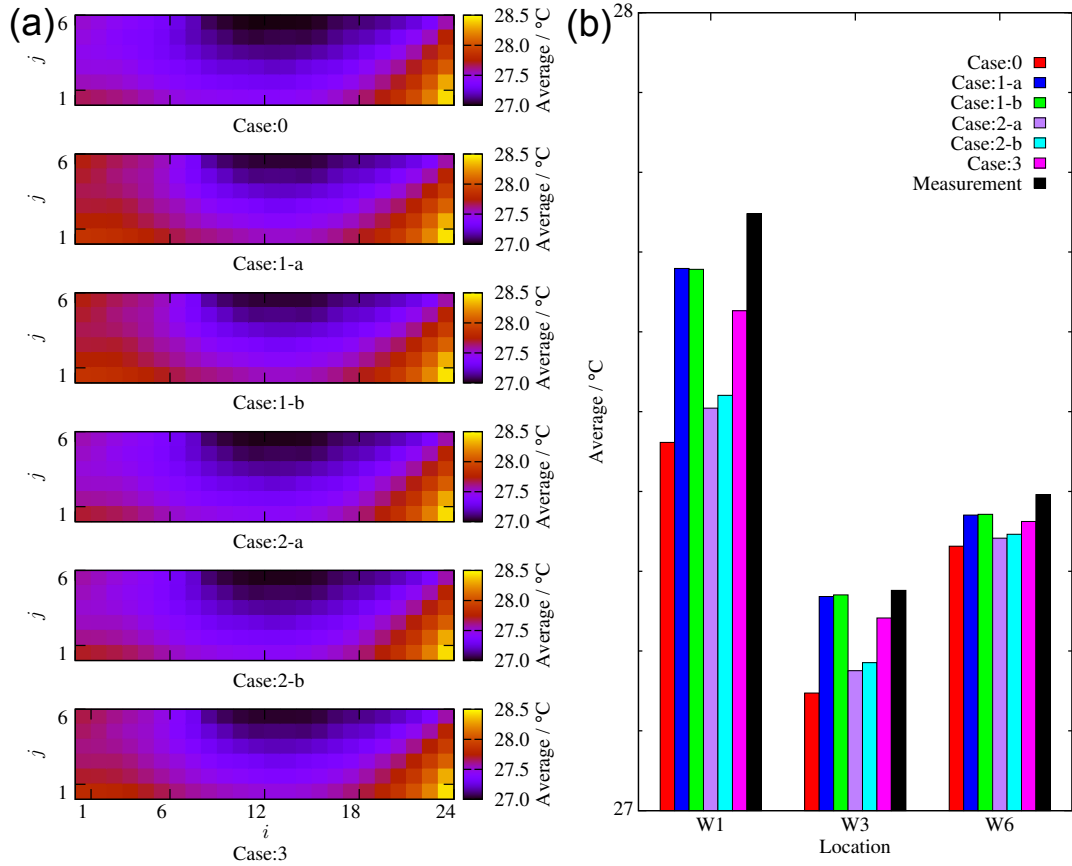 (a)
6
j
1
28.5
28.0
27.5
27.0
Average / °C
Case:0
6
j
1
28.5
28.0
27.5
27.0
Average / °C
Case:1-a
6
j
1
28.5
28.0
27.5
27.0
Average / °C
Case:1-b
6
j
1
28.5
28.0
27.5
27.0
Average / °C
Case:2-a
6
j
1
28.5
28.0
27.5
27.0
Average / °C
Case:2-b
6
j
1
28.5
28.0
27.5
27.0
Average / °C
1 6 12 18 24
i
Case:3
(b)
28
Case:0
Case:1-a
Case:1-b
Case:2-a
Case:2-b
Case:3
Measurement
Average / °C
27
W1 W3 W6
Location